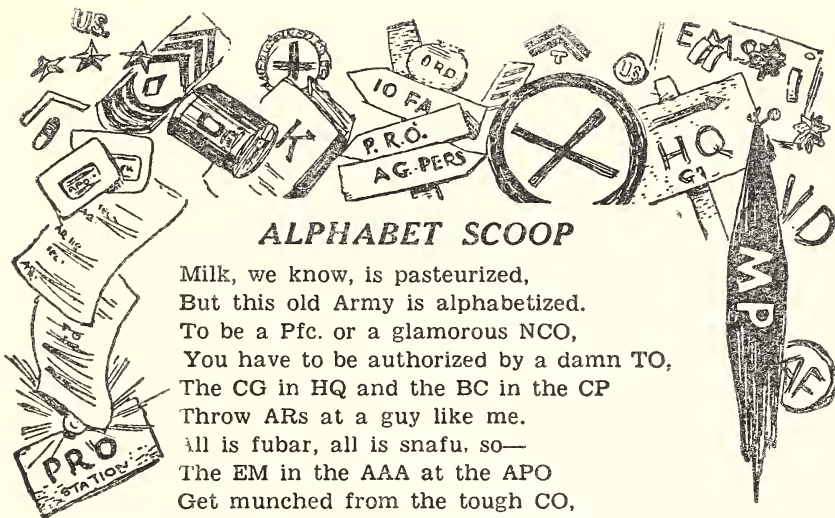 U.S.
ORD
10 FA
P.R.O.
A.G. PERS
U.S.
EM
HQ
G?
VD
MP
AF
K
PRO
STATION
ALPHABET SCOOP
Milk, we know, is pasteurized,
But this old Army is alphabetized.
To be a Pfc. or a glamorous NCO,
You have to be authorized by a damn TO,
The CG in HQ and the BC in the CP
Throw ARs at a guy like me.
All is fubar, all is snafu, so—
The EM in the AAA at the APO
Get munched from the tough CO,